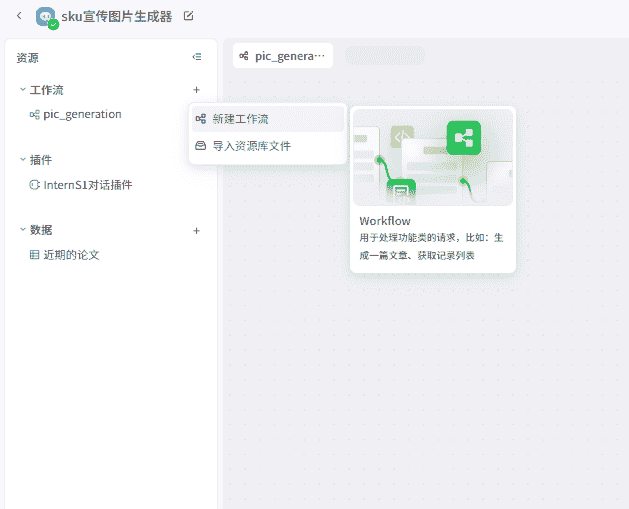 sku宣传图片生成器
资源
工作流
pic_generation
插件
InternS1对话插件
数据
近期的论文
pic_genera···
新建工作流
导入资源库文件
Workflow
用于处理功能类的请求，比如：生
成一篇文章、获取记录列表